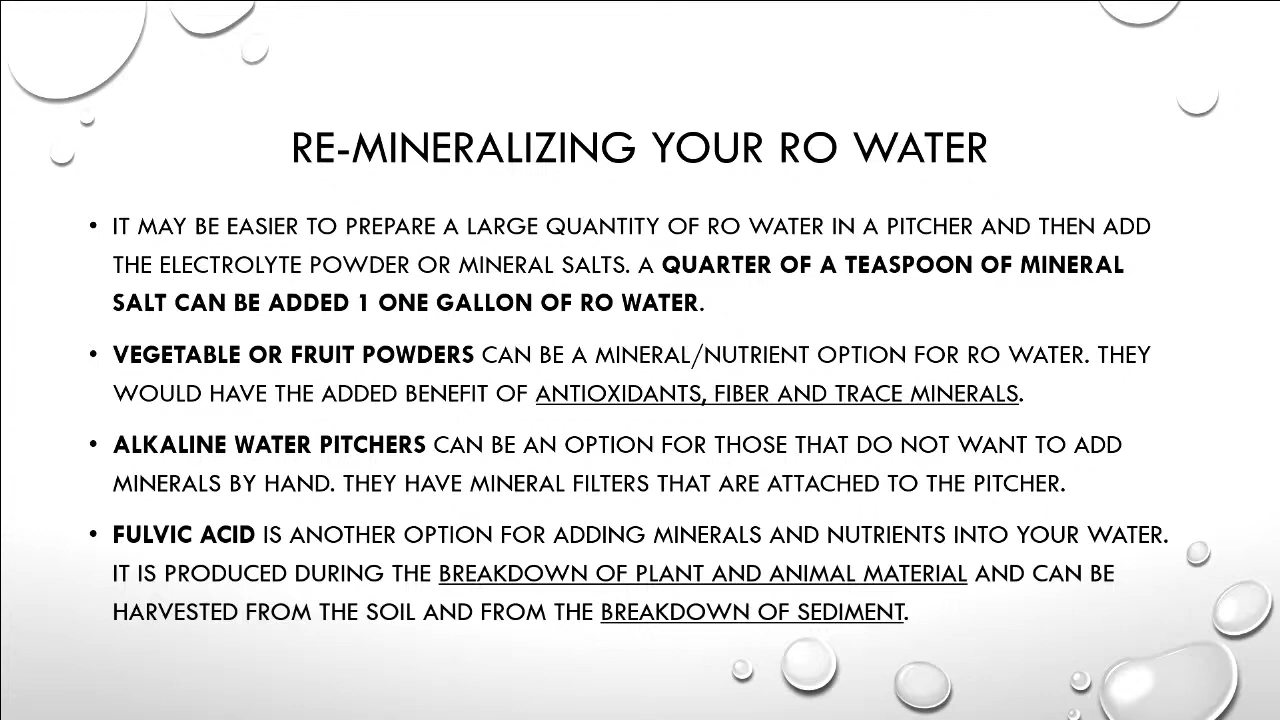 RE-MINERALIZING YOUR RO WATER
• IT MAY BE EASIER TO PREPARE A LARGE QUANTITY OF RO WATER IN A PITCHER AND THEN ADD
THE ELECTROLYTE POWDER OR MINERAL SALTS. A QUARTER OF A TEASPOON OF MINERAL
SALT CAN BE ADDED 1 ONE GALLON OF RO WATER.
• VEGETABLE OR FRUIT POWDERS CAN BE A MINERAL/NUTRIENT OPTION FOR RO WATER. THEY
WOULD HAVE THE ADDED BENEFIT OF ANTIOXIDANTS, FIBER AND TRACE MINERALS.
• ALKALINE WATER PITCHERS CAN BE AN OPTION FOR THOSE THAT DO NOT WANT TO ADD
MINERALS BY HAND. THEY HAVE MINERAL FILTERS THAT ARE ATTACHED TO THE PITCHER.
• FULVIC ACID IS ANOTHER OPTION FOR ADDING MINERALS AND NUTRIENTS INTO YOUR WATER.
IT IS PRODUCED DURING THE BREAKDOWN OF PLANT AND ANIMAL MATERIAL AND CAN BE
HARVESTED FROM THE SOIL AND FROM THE BREAKDOWN OF SEDIMENT.